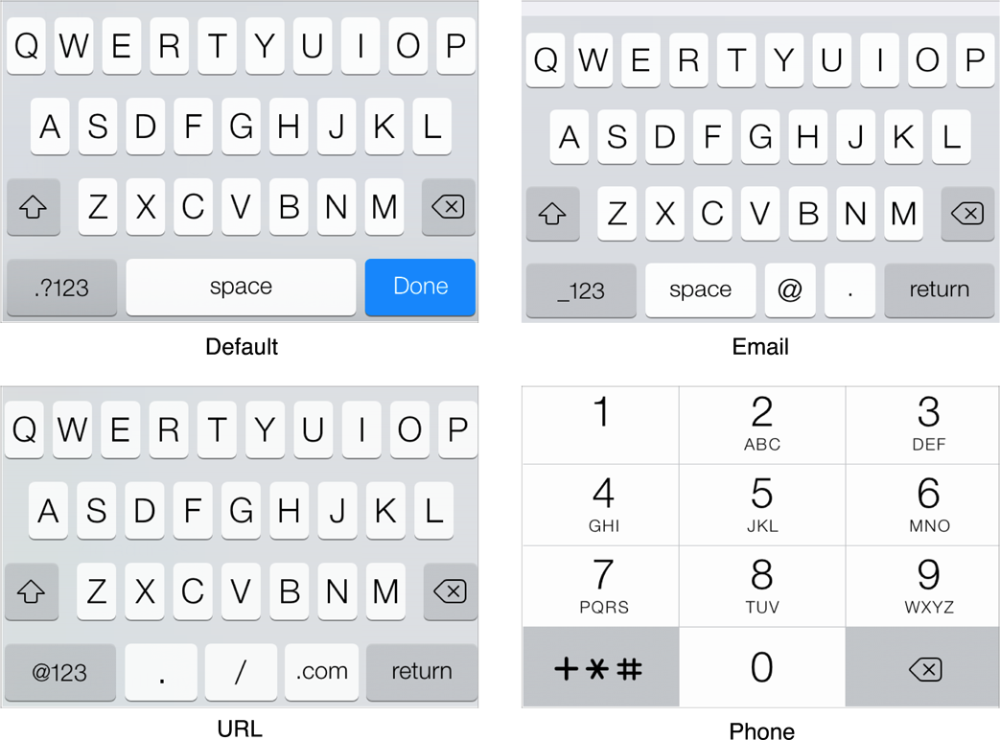 Q W E R T Y U I O P
A S D F G H J K L
Z X C V B N M
.?123 space Done
Default
Q W E R T Y U I O P
A S D F G H J K L
Z X C V B N M
_123 space @ . return
Email
Q W E R T Y U I O P
A S D F G H J K L
Z X C V B N M
@123 . / .com return
URL
1 2 3
ABC DEF
4 5 6
GHI JKL MNO
7 8 9
PQRS TUV WXYZ
+*# 0
Phone